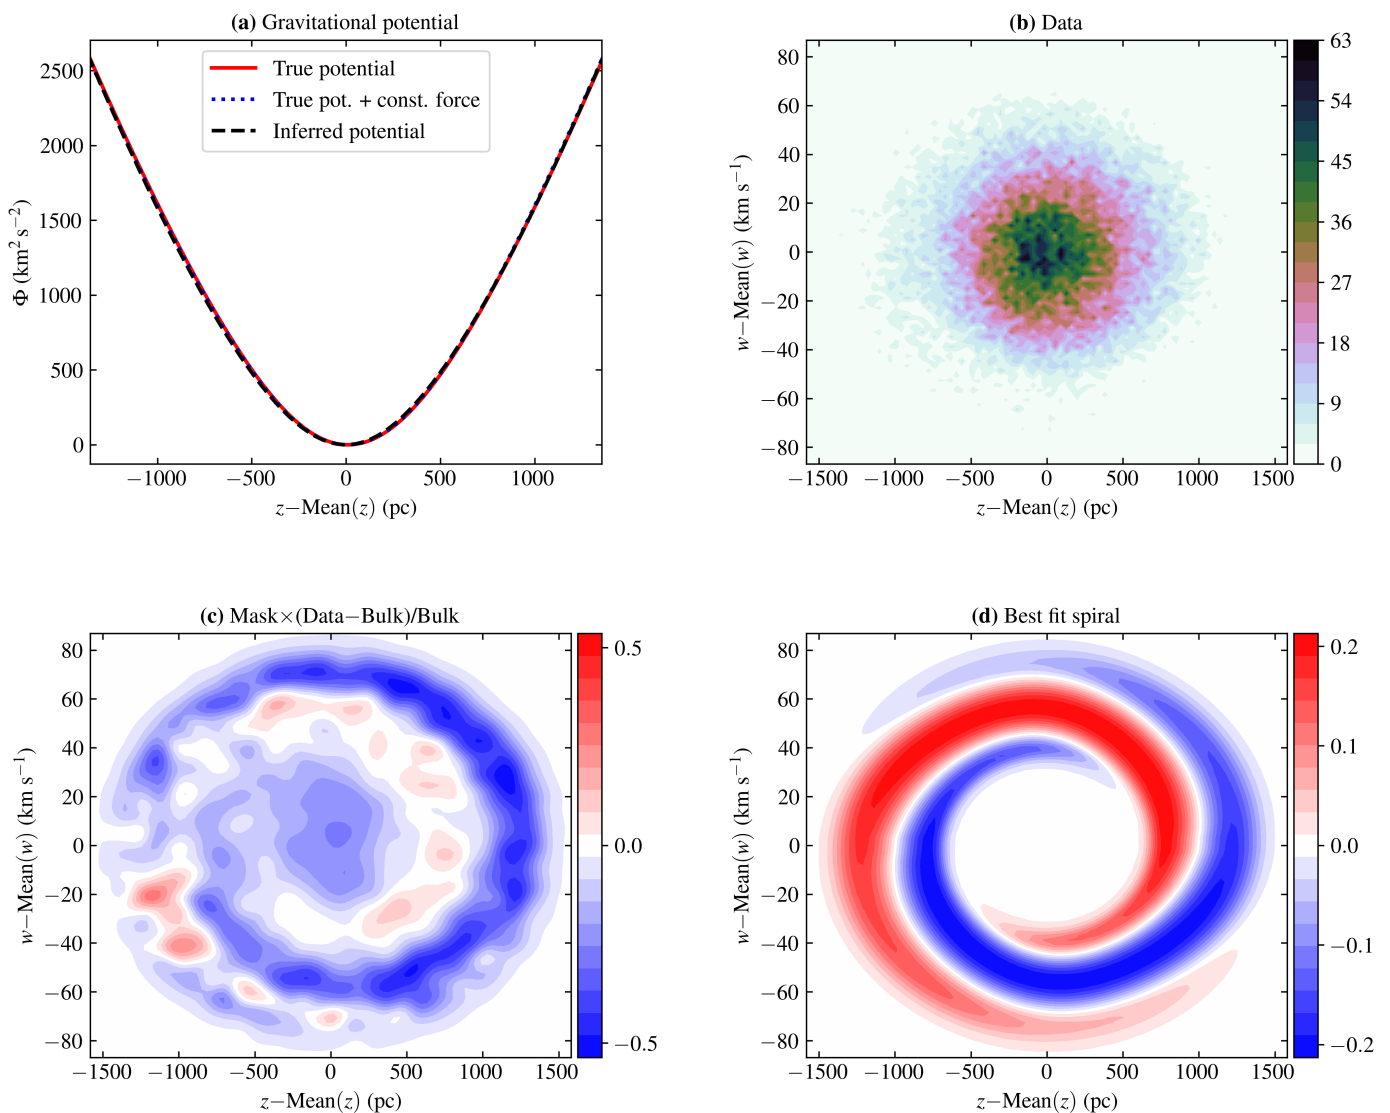 (a) Gravitational potential
True potential
True pot. + const. force
Inferred potential
2500
2000
1500
1000
500
0
Φ (km² s⁻²)
−1000 −500 0 500 1000
z−Mean(z) (pc)
(b) Data
80
60
40
20
0
−20
−40
−60
−80
w−Mean(w) (km s⁻¹)
−1500 −1000 −500 0 500 1000 1500
z−Mean(z) (pc)
63
54
45
36
27
18
9
0
(c) Mask×(Data−Bulk)/Bulk
80
60
40
20
0
−20
−40
−60
−80
w−Mean(w) (km s⁻¹)
−1500 −1000 −500 0 500 1000 1500
z−Mean(z) (pc)
0.5
0.0
−0.5
(d) Best fit spiral
80
60
40
20
0
−20
−40
−60
−80
w−Mean(w) (km s⁻¹)
−1500 −1000 −500 0 500 1000 1500
z−Mean(z) (pc)
0.2
0.1
0.0
−0.1
−0.2